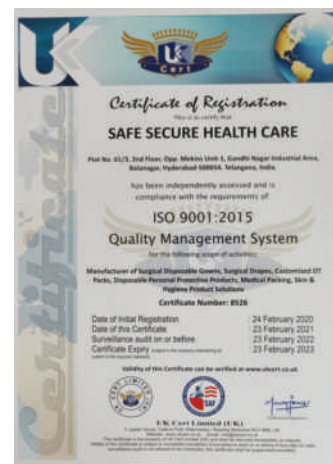 UK
Cert
Certificate of Registration
This is to certify that
SAFE SECURE HEALTH CARE
Plot No. 61/3, 2nd Floor, Opp. Mekins Unit-1, Gandhi Nagar Industrial Area,
Balanagar, Hyderabad-500054. Telangana, India.
has been independently assessed and is
compliance with the requirements of:
ISO 9001:2015
Quality Management System
for the following scope of activities:
Manufacturer of Surgical Disposable Gowns, Surgical Drapes, Customised OT
Packs, Disposable Personal Protective Products, Medical Packing, Skin &
Hygiene Product Solutions
Certificate Number: 8526
Date of Initial Registration : 24 February 2020
Date of this Certificate : 23 February 2021
Surveillance audit on or before : 23 February 2022
Certificate Expiry : 23 February 2023
Validity of this Certificate can be verified at www.ukcert.co.uk
UK Cert Limited (UK)
Certificate